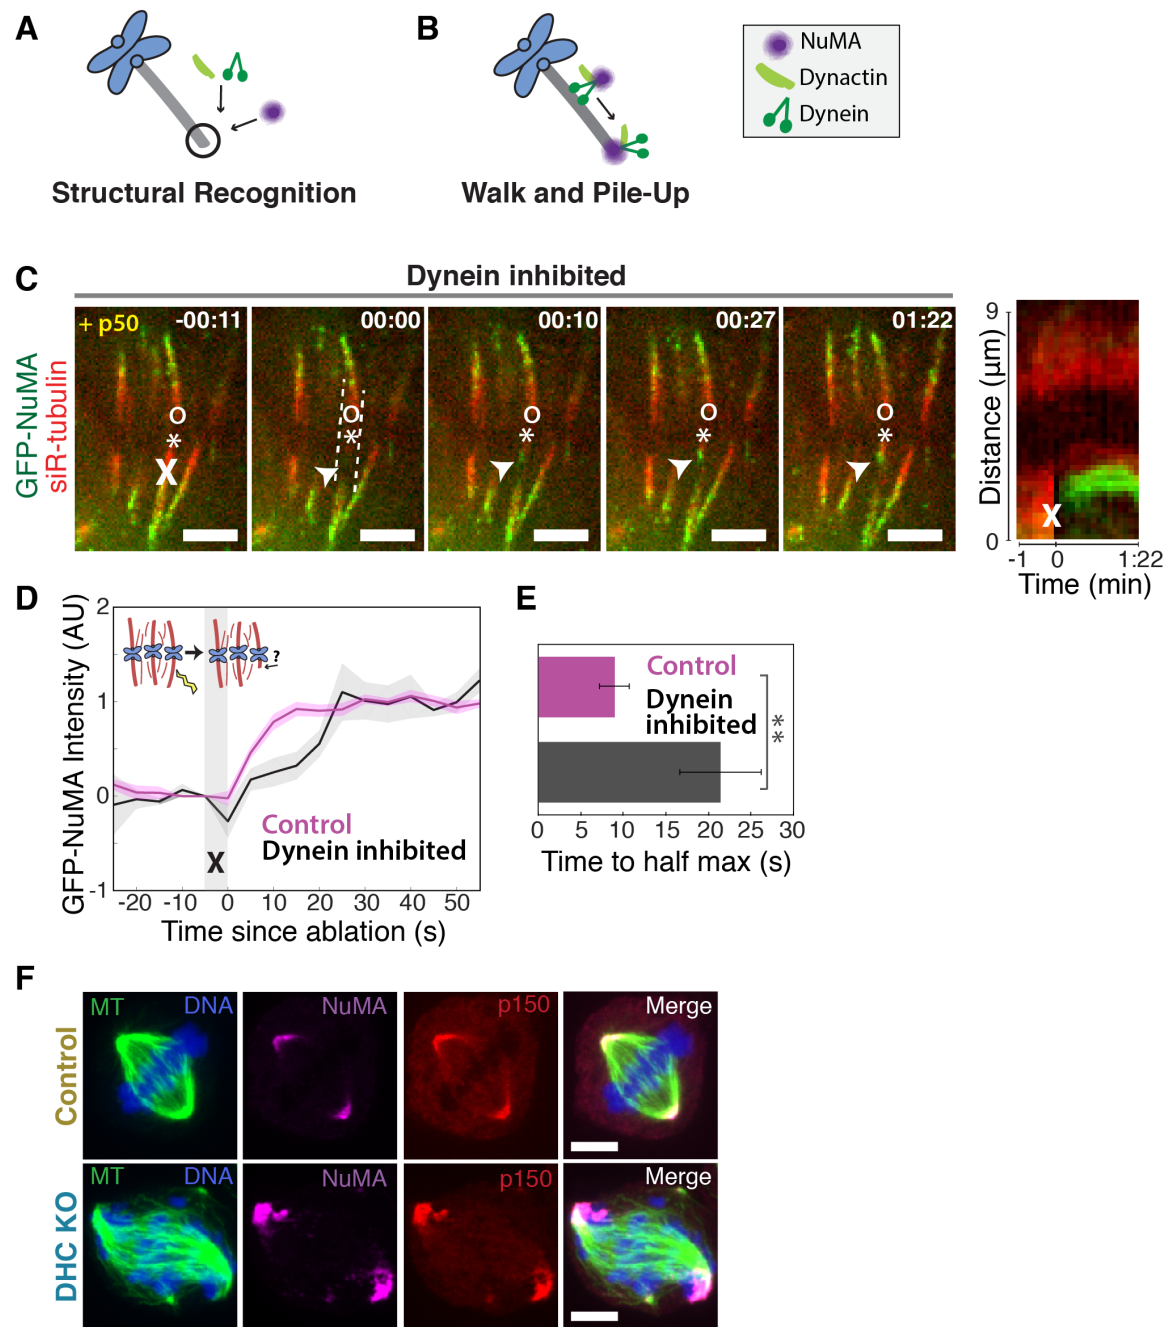 A
B
NuMA
Dynactin
Dynein
Structural Recognition
Walk and Pile-Up
C
Dynein inhibited
GFP-NuMA
siR-tubulin
+ p50
-00:11
00:00
00:10
00:27
01:22
O
*
X
O
*
O
*
O
*
O
*
Distance (μm)
9
0
X
-1 0 1:22
Time (min)
D
GFP-NuMA Intensity (AU)
2
1
0
-1
?
Control
Dynein inhibited
X
-20 -10 0 10 20 30 40 50
Time since ablation (s)
E
Control
Dynein
inhibited
**
0 5 10 15 20 25 30
Time to half max (s)
F
Control
MT DNA
NuMA
p150
Merge
DHC KO
MT DNA
NuMA
p150
Merge